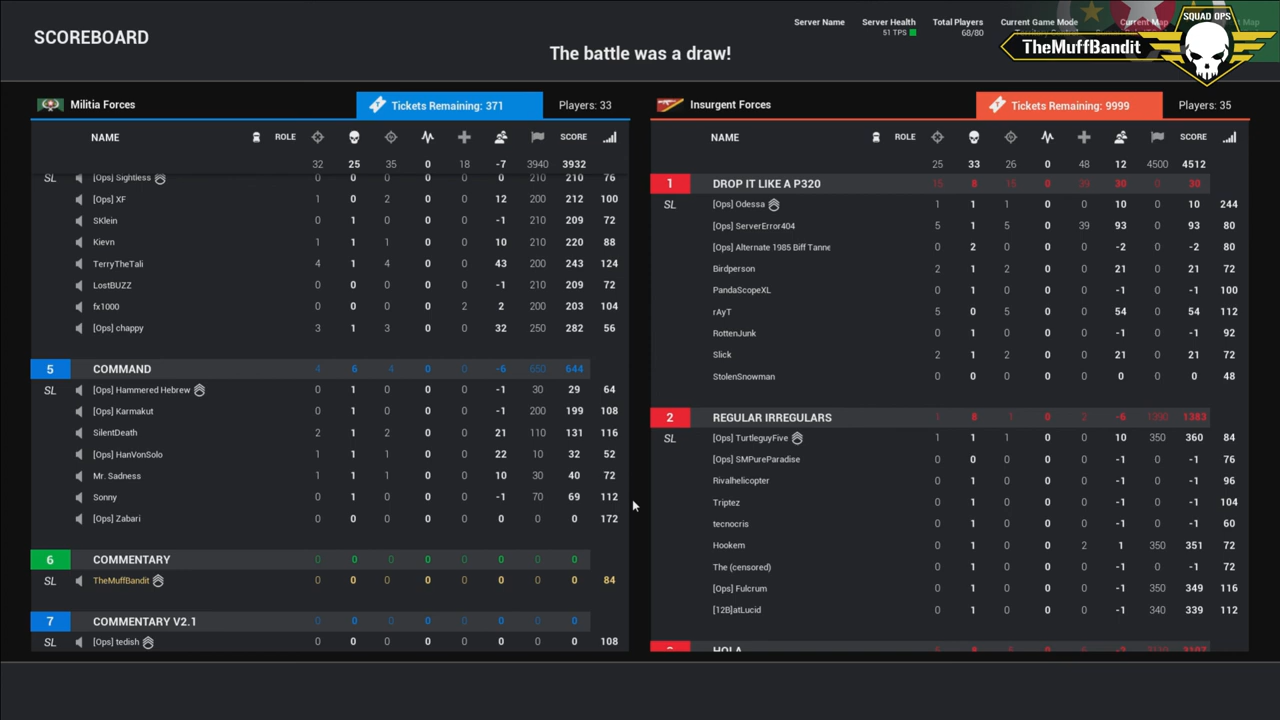 SCOREBOARD
Server Name Server Health Total Players Current Game Mode Current Map
51 TPS 68/80
SQUAD OPS
TheMuffBandit
The battle was a draw!
Militia Forces Tickets Remaining: 371 Players: 33
NAME ROLE SCORE
32 25 35 0 18 -7 3940 3932
SL [Ops] Sightless 0 0 0 0 0 0 210 210 76
[Ops] XF 1 0 2 0 0 12 200 212 100
SKlein 0 1 0 0 0 -1 210 209 72
Kievn 1 1 1 0 0 10 210 220 88
TerryTheTali 4 1 4 0 0 43 200 243 124
LostBUZZ 0 0 0 0 0 -1 210 209 72
fx1000 0 0 0 0 2 2 200 203 104
[Ops] chappy 3 1 3 0 0 32 250 282 56
5 COMMAND 4 6 4 0 0 -6 650 644
SL [Ops] Hammered Hebrew 0 1 0 0 0 -1 30 29 64
[Ops] Karmakut 0 1 0 0 0 -1 200 199 108
SilentDeath 2 1 2 0 0 21 110 131 116
[Ops] HanVonSolo 1 1 1 0 0 22 10 32 52
Mr. Sadness 1 1 1 0 0 10 30 40 72
Sonny 0 1 0 0 0 -1 70 69 112
[Ops] Zabari 0 0 0 0 0 0 0 0 172
6 COMMENTARY 0 0 0 0 0 0 0 0
SL TheMuffBandit 0 0 0 0 0 0 0 0 84
7 COMMENTARY V2.1 0 0 0 0 0 0 0 0
SL [Ops] tedish 0 0 0 0 0 0 0 0 108
Insurgent Forces Tickets Remaining: 9999 Players: 35
NAME ROLE SCORE
25 33 26 0 48 12 4500 4512
1 DROP IT LIKE A P320 15 8 15 0 39 30 0 30
SL [Ops] Odessa 1 1 1 0 0 10 0 10 244
[Ops] ServerError404 5 1 5 0 39 93 0 93 80
[Ops] Alternate 1985 Biff Tanne 0 2 0 0 0 -2 0 -2 80
Birdperson 2 1 2 0 0 21 0 21 72
PandaScopeXL 0 1 0 0 0 -1 0 -1 100
rAyT 5 0 5 0 0 54 0 54 112
RottenJunk 0 1 0 0 0 -1 0 -1 92
Slick 2 1 2 0 0 21 0 21 72
StolenSnowman 0 0 0 0 0 0 0 0 48
2 REGULAR IRREGULARS 1 8 1 0 2 -6 1390 1383
SL [Ops] TurtleguyFive 1 1 1 0 0 10 350 360 84
[Ops] SMPureParadise 0 0 0 0 0 -1 0 -1 76
Rivalhelicopter 0 1 0 0 0 -1 0 -1 96
Triptez 0 1 0 0 0 -1 0 -1 104
tecnocris 0 1 0 0 0 -1 0 -1 60
Hookem 0 1 0 0 2 1 350 351 72
The (censored) 0 1 0 0 0 -1 0 -1 72
[Ops] Fulcrum 0 1 0 0 0 -1 350 349 116
[12B]atLucid 0 1 0 0 0 -1 340 339 112
HOLA